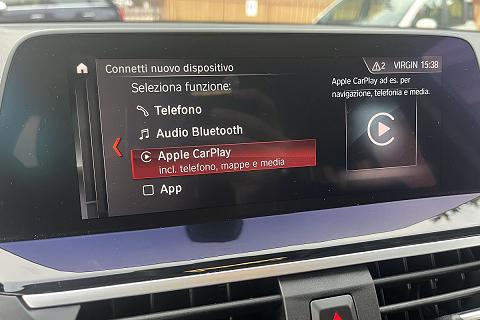 Connetti nuovo dispositivo
2 VIRGIN 15:38
Seleziona funzione:
Telefono
Audio Bluetooth
Apple CarPlay
incl. telefono, mappe e media
App
Apple CarPlay ad es. per
navigazione, telefonia e media.